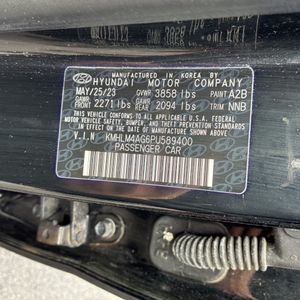 MANUFACTURED IN KOREA BY
HYUNDAI MOTOR COMPANY
MAY/25/23 GVWR 3858 lbs PAINT A2B
GAWR FRONT 2271 lbs GAWR REAR 2094 lbs TRIM NNB
THIS VEHICLE CONFORMS TO ALL APPLICABLE
U.S.A. FEDERAL MOTOR VEHICLE SAFETY, BUMPER, AND
THEFT PREVENTION STANDARDS IN EFFECT ON THE
DATE OF MANUFACTURE SHOWN ABOVE.
V.I.N: KMHLM4AG6PU589400
PASSENGER CAR